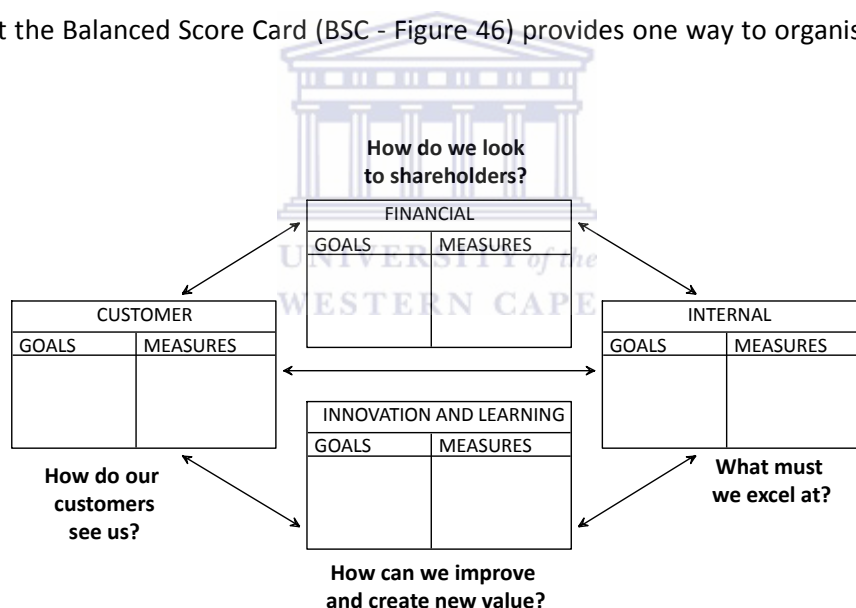 t the Balanced Score Card (BSC - Figure 46) provides one way to organis
How do we look
to shareholders?
FINANCIAL
GOALS MEASURES
UNIVERSITY of the
WESTERN CAPE
CUSTOMER
GOALS MEASURES
INTERNAL
GOALS MEASURES
INNOVATION AND LEARNING
GOALS MEASURES
How do our
customers
see us?
What must
we excel at?
How can we improve
and create new value?